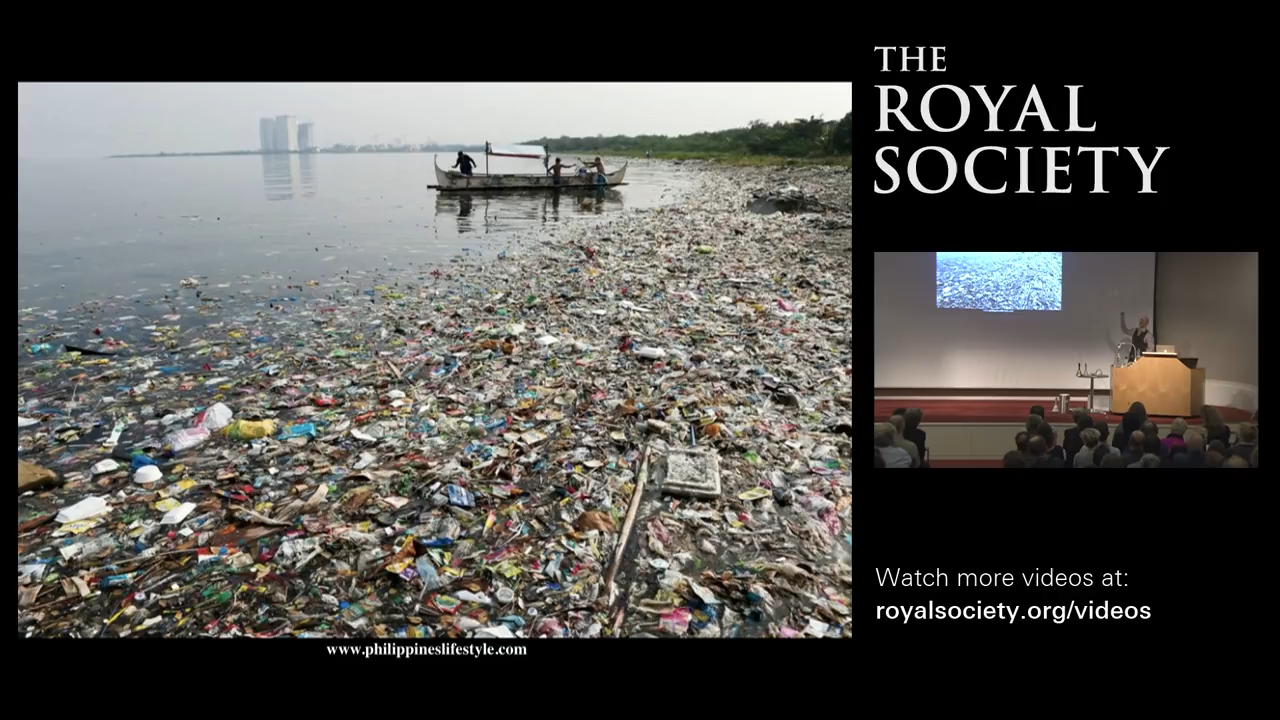 THE
ROYAL
SOCIETY
www.philippineslifestyle.com
Watch more videos at:
royalsociety.org/videos